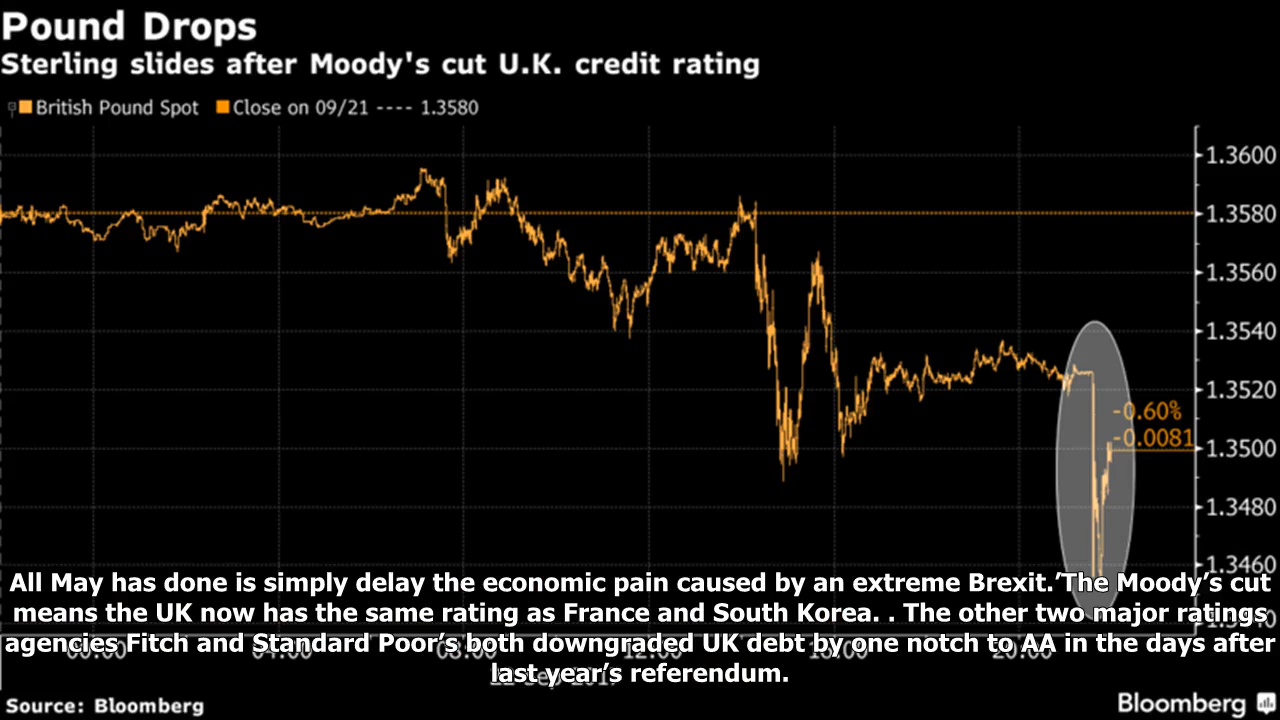 Pound Drops
Sterling slides after Moody's cut U.K. credit rating
British Pound Spot Close on 09/21 ---- 1.3580
1.3600
1.3580
1.3560
1.3540
1.3520
-0.60%
-0.0081
1.3500
1.3480
1.3460
All May has done is simply delay the economic pain caused by an extreme Brexit.’The Moody’s cut
means the UK now has the same rating as France and South Korea. . The other two major ratings
agencies Fitch and Standard Poor’s both downgraded UK debt by one notch to AA in the days after
last year’s referendum.
Source: Bloomberg
Bloomberg